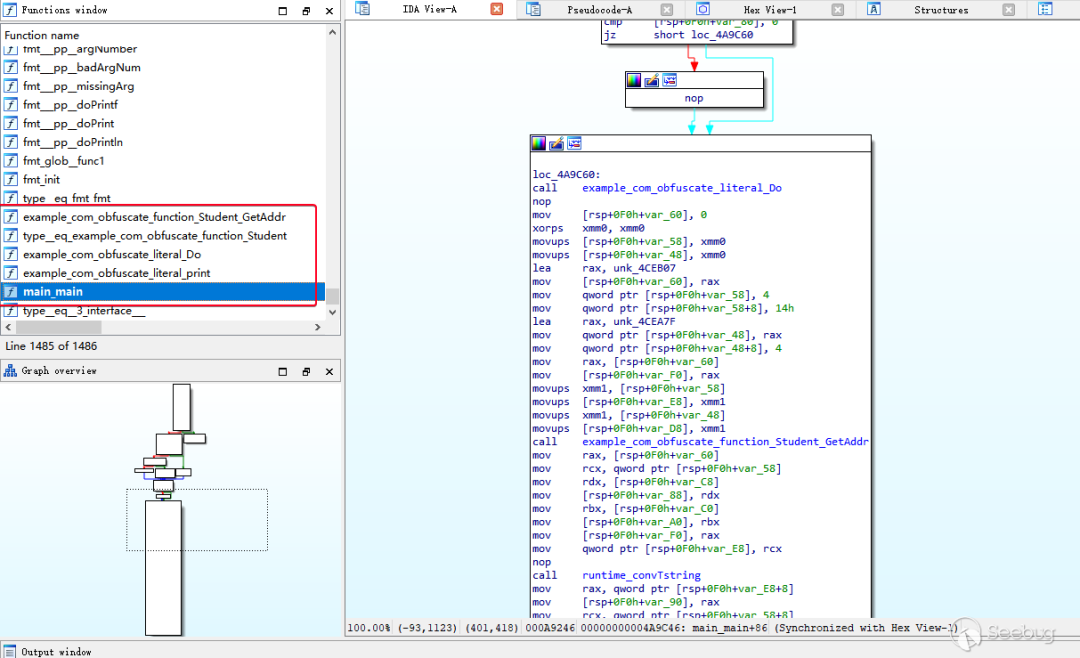 Functions window
IDA View-A
Pseudocode-A
Hex View-1
Structures
Function name
fmt__pp__argNumber
fmt__pp__badArgNum
fmt__pp__missingArg
fmt__pp__doPrintf
fmt__pp__doPrint
fmt__pp__doPrintln
fmt_glob__func1
fmt_init
type__eq_fmt_fmt
example_com_obfuscate_function_Student_GetAddr
type__eq_example_com_obfuscate_function_Student
example_com_obfuscate_literal_Do
example_com_obfuscate_literal_print
main_main
type__eq__3_interface__
Line 1485 of 1486
Graph overview
cmp [rsp+0F0h+var_80], 0
jz short loc_4A9C60
nop
loc_4A9C60:
call example_com_obfuscate_literal_Do
nop
mov [rsp+0F0h+var_60], 0
xorps xmm0, xmm0
movups [rsp+0F0h+var_58], xmm0
movups [rsp+0F0h+var_48], xmm0
lea rax, unk_4CEB07
mov [rsp+0F0h+var_60], rax
mov qword ptr [rsp+0F0h+var_58], 4
mov qword ptr [rsp+0F0h+var_58+8], 14h
lea rax, unk_4CEA7F
mov qword ptr [rsp+0F0h+var_48], rax
mov qword ptr [rsp+0F0h+var_48+8], 4
mov rax, [rsp+0F0h+var_60]
mov [rsp+0F0h+var_F0], rax
movups xmm1, [rsp+0F0h+var_58]
movups [rsp+0F0h+var_E8], xmm1
movups xmm1, [rsp+0F0h+var_48]
movups [rsp+0F0h+var_D8], xmm1
call example_com_obfuscate_function_Student_GetAddr
mov rax, [rsp+0F0h+var_60]
mov rcx, qword ptr [rsp+0F0h+var_58]
mov rdx, [rsp+0F0h+var_C8]
mov [rsp+0F0h+var_88], rdx
mov rbx, [rsp+0F0h+var_C0]
mov [rsp+0F0h+var_A0], rbx
mov [rsp+0F0h+var_F0], rax
mov qword ptr [rsp+0F0h+var_E8], rcx
nop
call runtime_convTstring
mov rax, qword ptr [rsp+0F0h+var_E8+8]
mov [rsp+0F0h+var_90], rax
mov rcx, qword ptr [rsp+0F0h+var_58+8]
100.00% (-93,1123) (401,418) 000A9246 00000000004A9C46: main_main+86 (Synchronized with Hex View-1)
Seebug
Output window